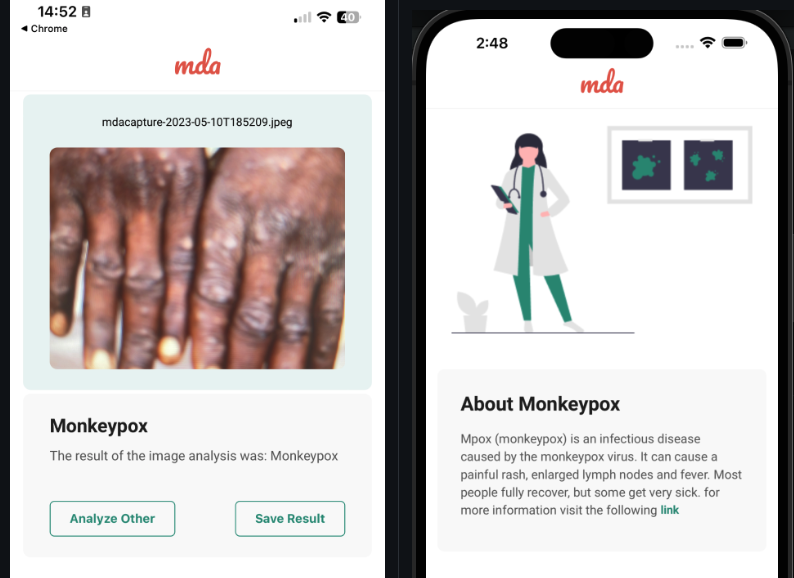 14:52
40
◀ Chrome
mda
mdacapture-2023-05-10T185209.jpeg
Monkeypox
The result of the image analysis was: Monkeypox
Analyze Other
Save Result
2:48
mda
About Monkeypox
Mpox (monkeypox) is an infectious disease
caused by the monkeypox virus. It can cause a
painful rash, enlarged lymph nodes and fever. Most
people fully recover, but some get very sick. for
more information visit the following link